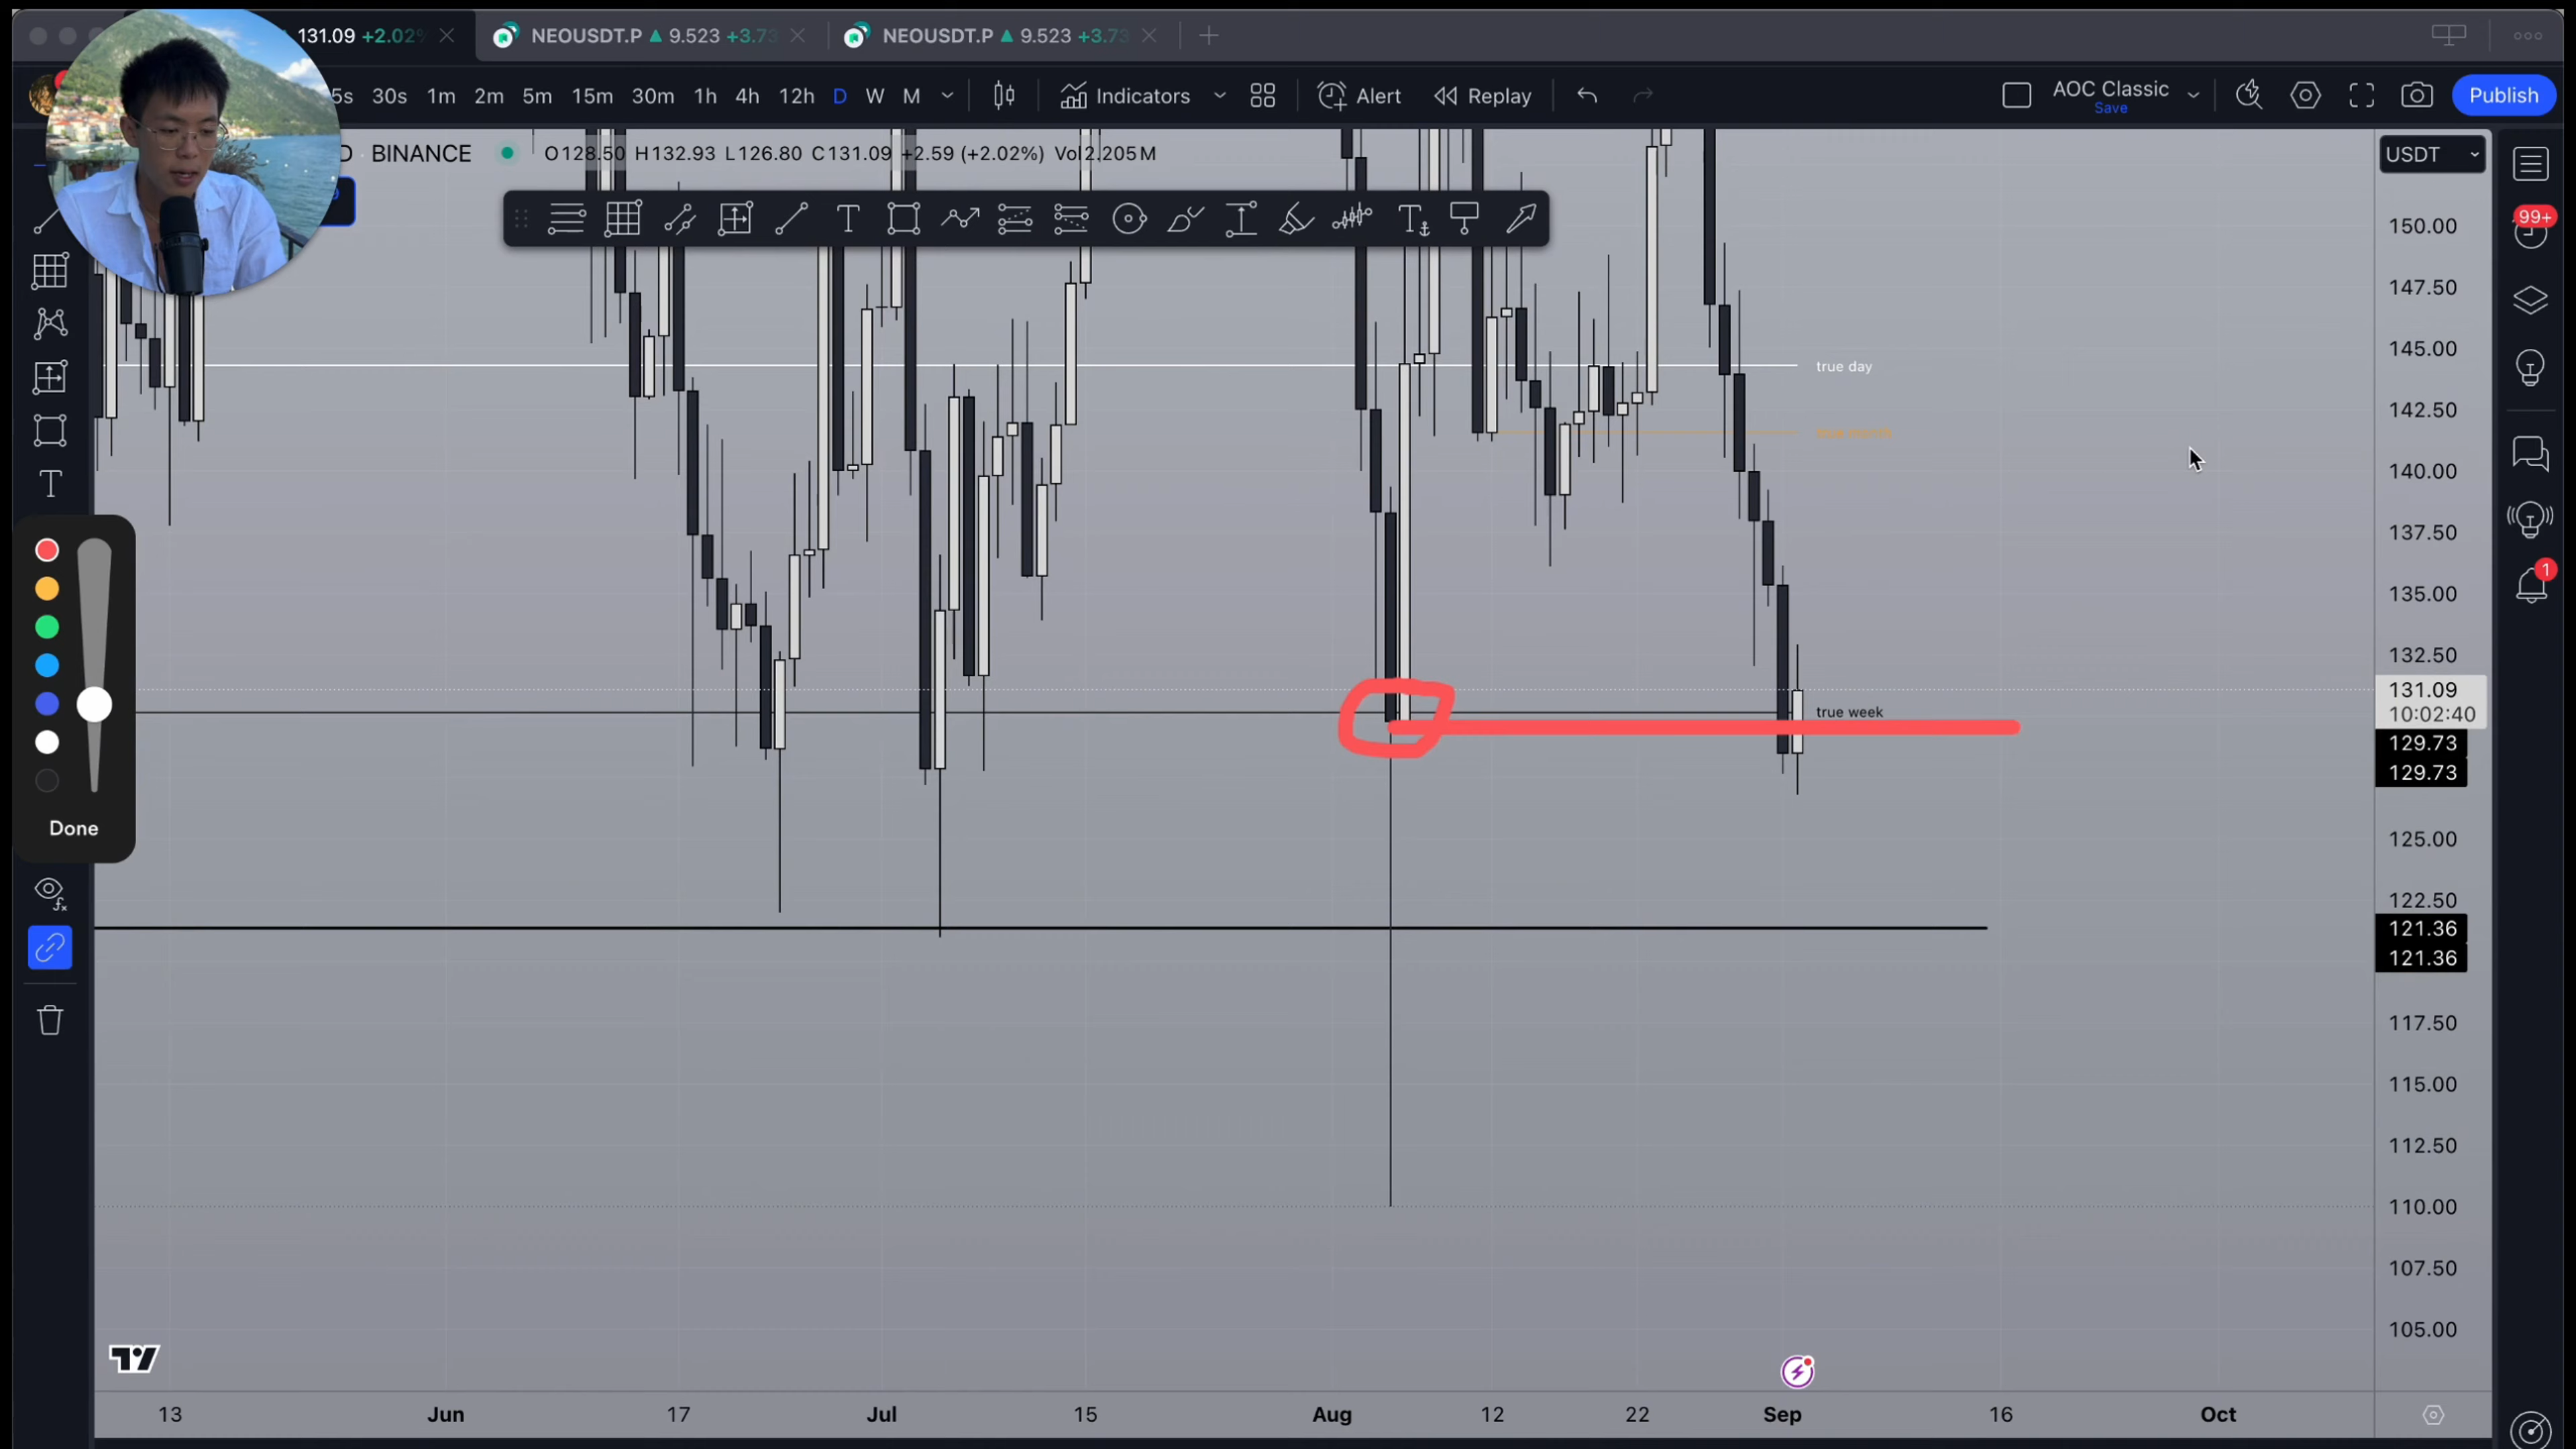 131.09 +2.02%
NEOUSDT.P ▲ 9.523 +3.73
NEOUSDT.P ▲ 9.523 +3.73
5s 30s 1m 2m 5m 15m 30m 1h 4h 12h D W M Indicators Alert Replay
AOC Classic
Save
Publish
D BINANCE O128.50 H132.93 L126.80 C131.09 +2.59 (+2.02%) Vol2.205M
USDT
99+
150.00
147.50
145.00
true day
142.50
140.00
137.50
1
135.00
132.50
131.09
true week
10:02:40
129.73
129.73
Done
125.00
122.50
121.36
121.36
117.50
115.00
112.50
110.00
107.50
105.00
13 Jun 17 Jul 15 Aug 12 22 Sep 16 Oct